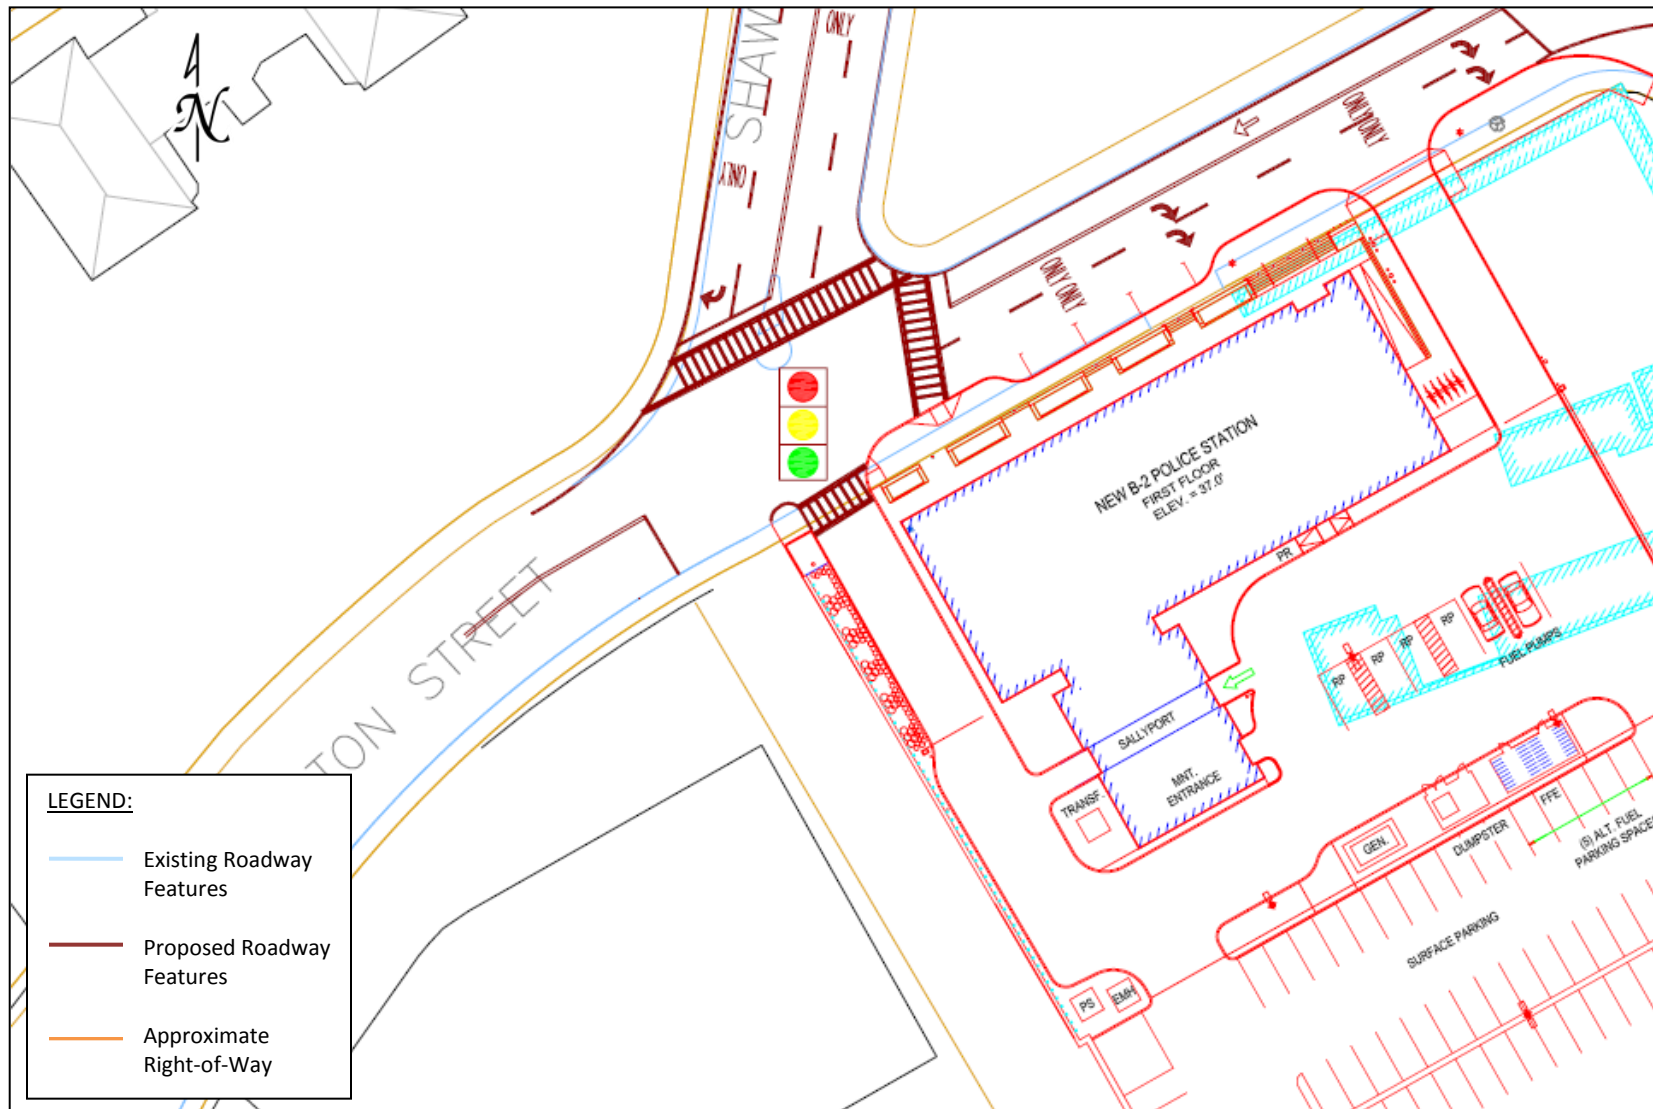 ONLY
SHAW
N
ONLY
ONLY
ONLY
ONLY ONLY
NEW B-2 POLICE STATION
FIRST FLOOR
ELEV. = 37.0'
PR
RP
RP
RP
RP
FUEL PUMPS
TON STREET
SALLYPORT
MNT.
ENTRANCE
TRANSF.
GEN.
DUMPSTER
FFE
(5) ALT. FUEL
PARKING SPACES
SURFACE PARKING
PS
EMH
LEGEND:
Existing Roadway
Features
Proposed Roadway
Features
Approximate
Right-of-Way